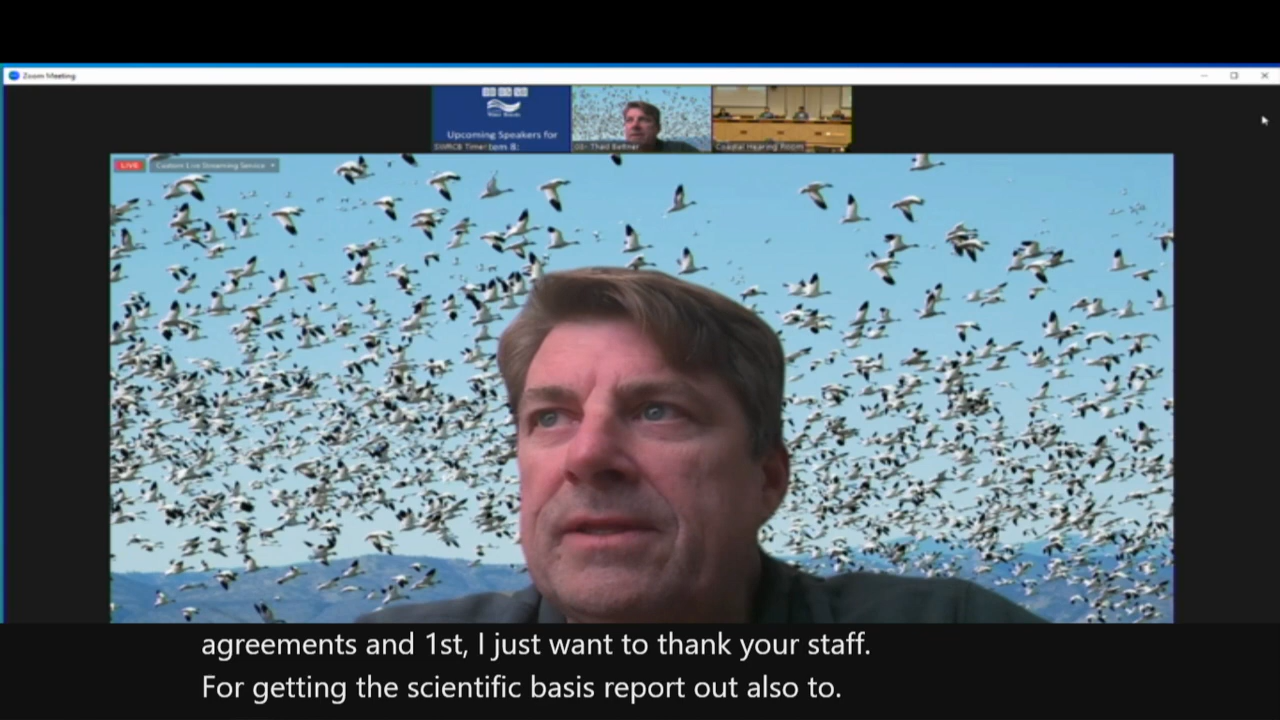 Zoom Meeting
Upcoming Speakers for
SWRCB Timer
tem 8:
Thad Bettner
Coastal Hearing Room
LIVE
Custom Live Streaming Service
agreements and 1st, I just want to thank your staff.
For getting the scientific basis report out also to.